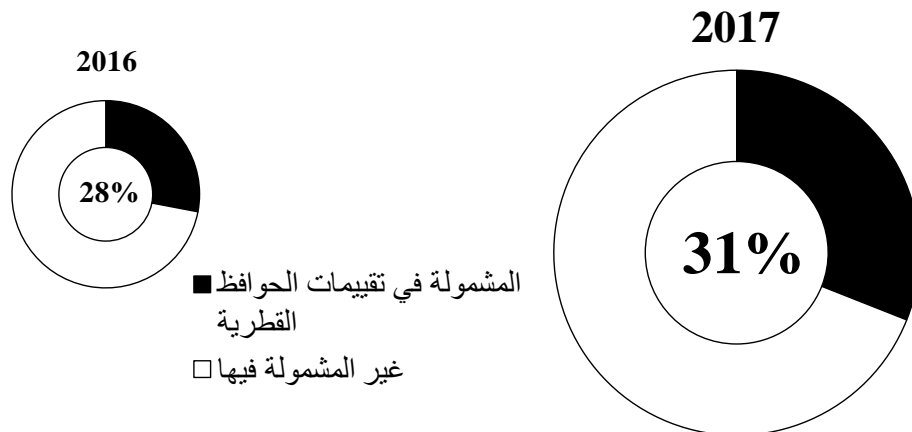 2017
2016
28%
31%
المشمولة في تقييمات الحوافظ
القطرية
غير المشمولة فيها